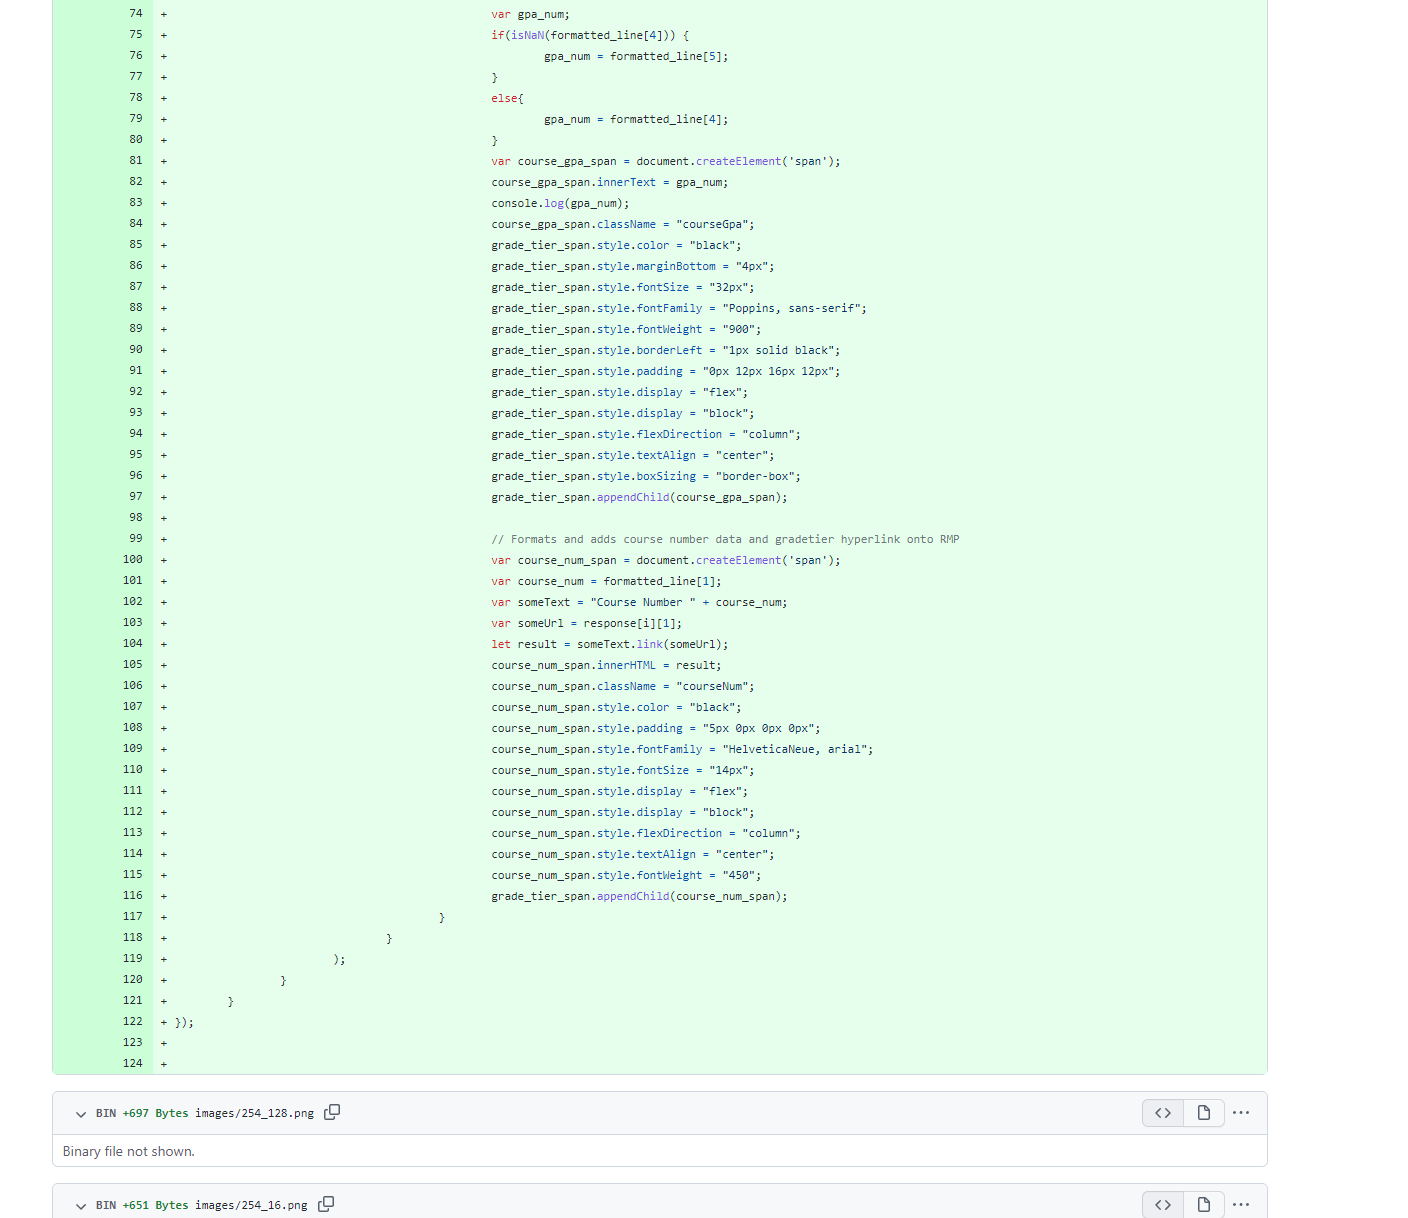 74 + var gpa_num;
75 + if(isNaN(formatted_line[4])) {
76 + gpa_num = formatted_line[5];
77 + }
78 + else{
79 + gpa_num = formatted_line[4];
80 + }
81 + var course_gpa_span = document.createElement('span');
82 + course_gpa_span.innerText = gpa_num;
83 + console.log(gpa_num);
84 + course_gpa_span.className = "courseGpa";
85 + grade_tier_span.style.color = "black";
86 + grade_tier_span.style.marginBottom = "4px";
87 + grade_tier_span.style.fontSize = "32px";
88 + grade_tier_span.style.fontFamily = "Poppins, sans-serif";
89 + grade_tier_span.style.fontWeight = "900";
90 + grade_tier_span.style.borderLeft = "1px solid black";
91 + grade_tier_span.style.padding = "0px 12px 16px 12px";
92 + grade_tier_span.style.display = "flex";
93 + grade_tier_span.style.display = "block";
94 + grade_tier_span.style.flexDirection = "column";
95 + grade_tier_span.style.textAlign = "center";
96 + grade_tier_span.style.boxSizing = "border-box";
97 + grade_tier_span.appendChild(course_gpa_span);
98 +
99 + // Formats and adds course number data and gradetier hyperlink onto RMP
100 + var course_num_span = document.createElement('span');
101 + var course_num = formatted_line[1];
102 + var someText = "Course Number " + course_num;
103 + var someUrl = response[i][1];
104 + let result = someText.link(someUrl);
105 + course_num_span.innerHTML = result;
106 + course_num_span.className = "courseNum";
107 + course_num_span.style.color = "black";
108 + course_num_span.style.padding = "5px 0px 0px 0px";
109 + course_num_span.style.fontFamily = "HelveticaNeue, arial";
110 + course_num_span.style.fontSize = "14px";
111 + course_num_span.style.display = "flex";
112 + course_num_span.style.display = "block";
113 + course_num_span.style.flexDirection = "column";
114 + course_num_span.style.textAlign = "center";
115 + course_num_span.style.fontWeight = "450";
116 + grade_tier_span.appendChild(course_num_span);
117 + }
118 + }
119 + );
120 + }
121 + }
122 + });
123 +
124 +
BIN +697 Bytes images/254_128.png
Binary file not shown.
BIN +651 Bytes images/254_16.png